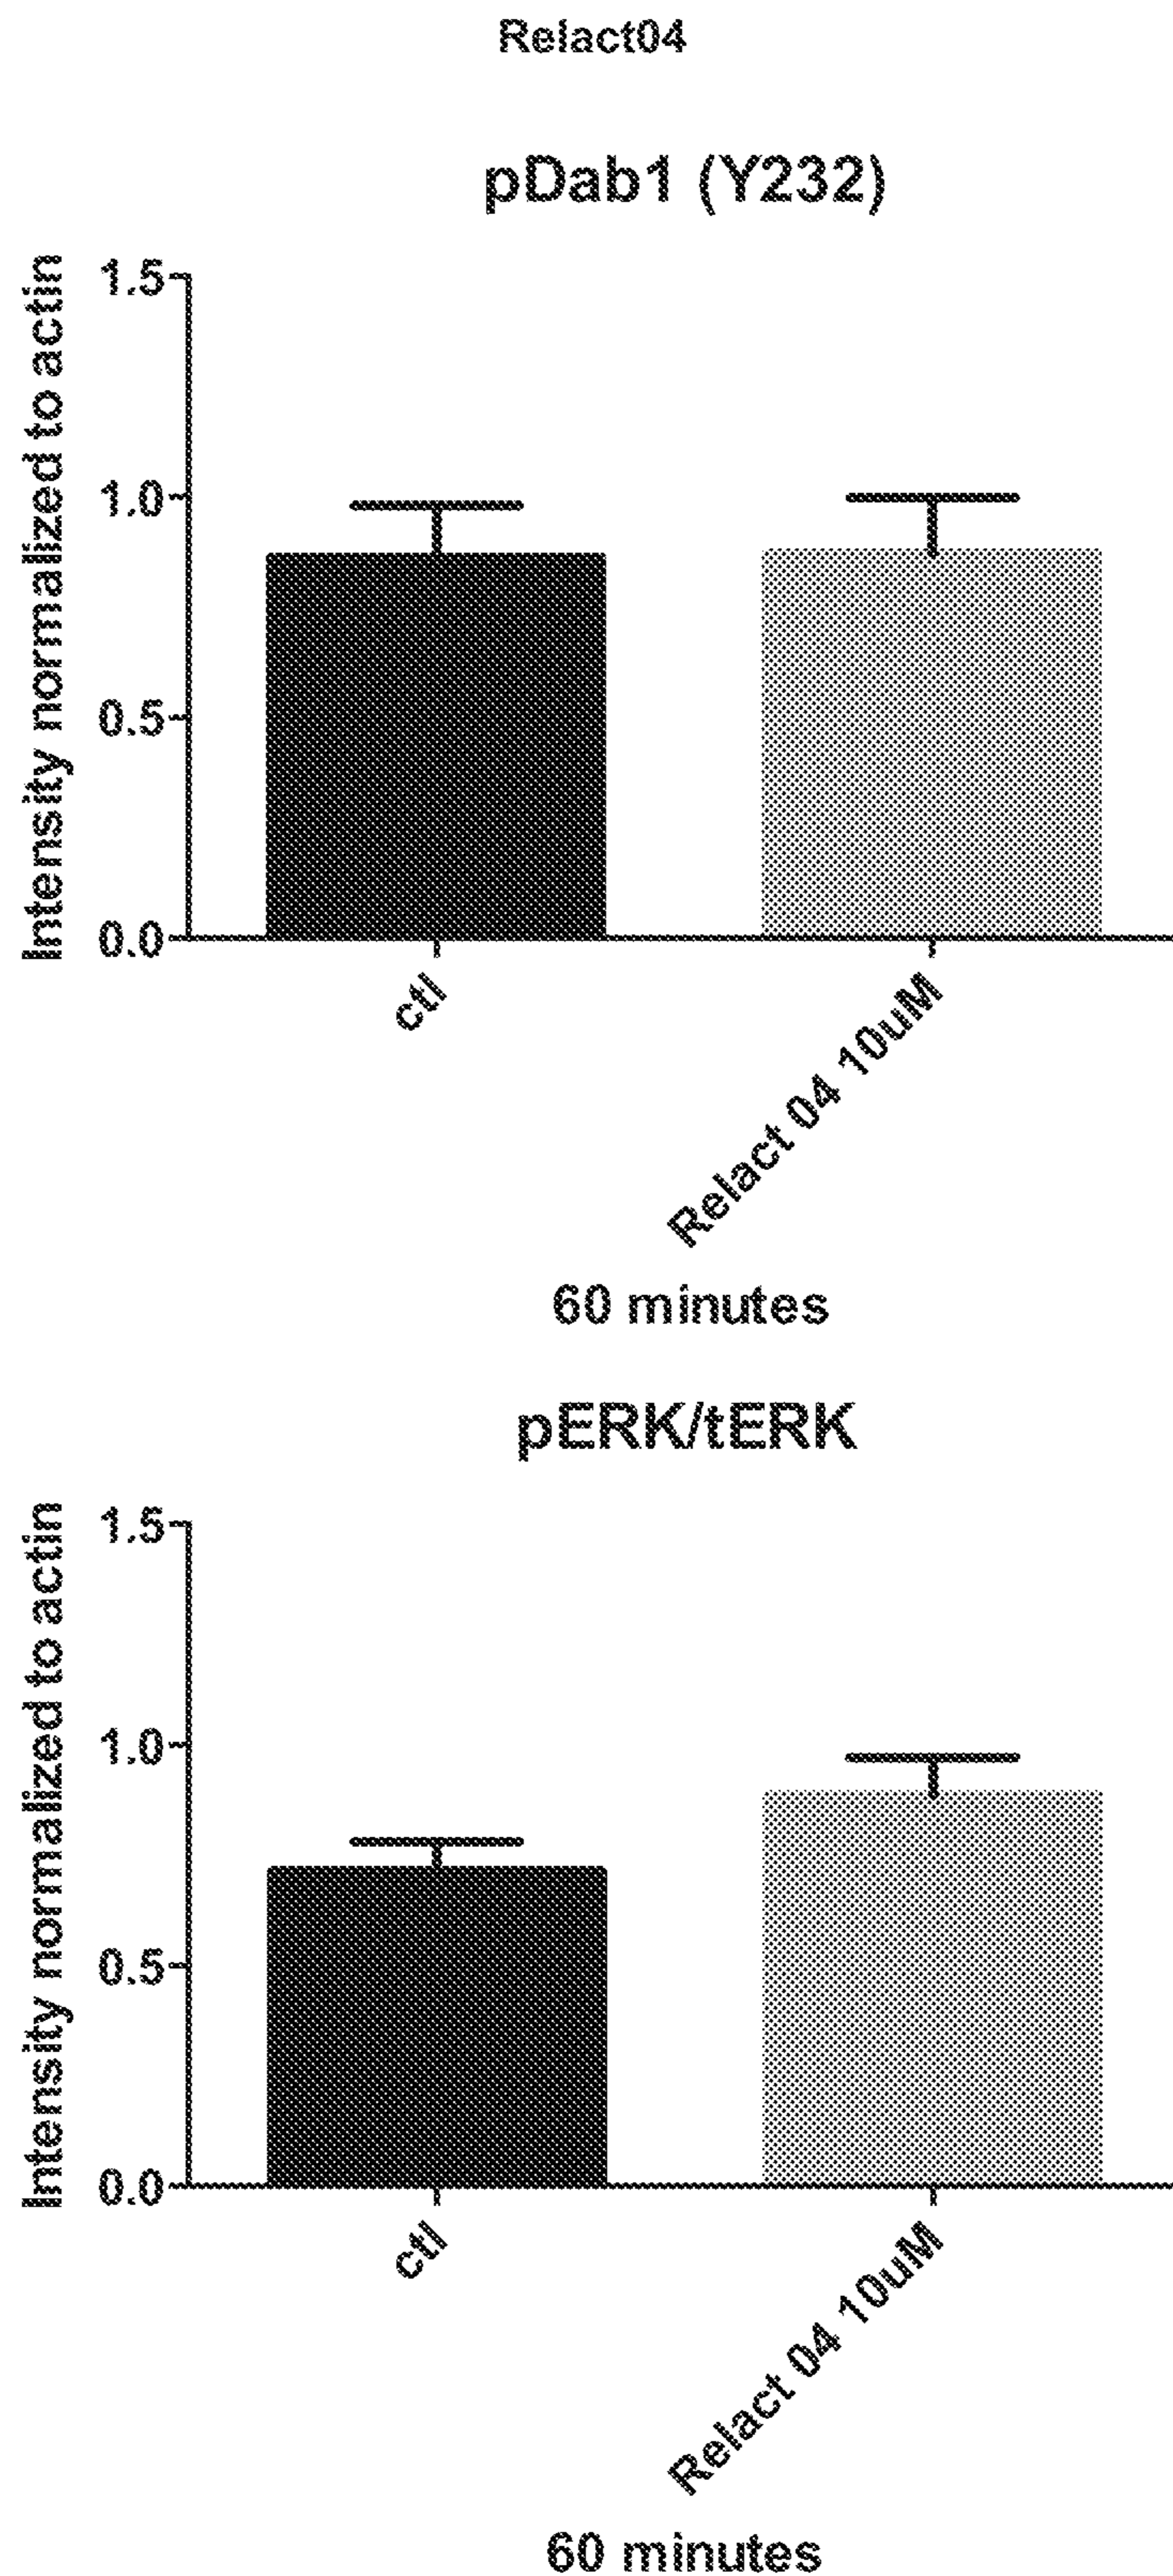 Relact04
pDab1 (Y232)
Intensity normalized to actin
1.5
1.0
0.5
0.0
ctl
Relact 04 10uM
60 minutes
pERK/tERK
Intensity normalized to actin
1.5
1.0
0.5
0.0
ctl
Relact 04 10uM
60 minutes